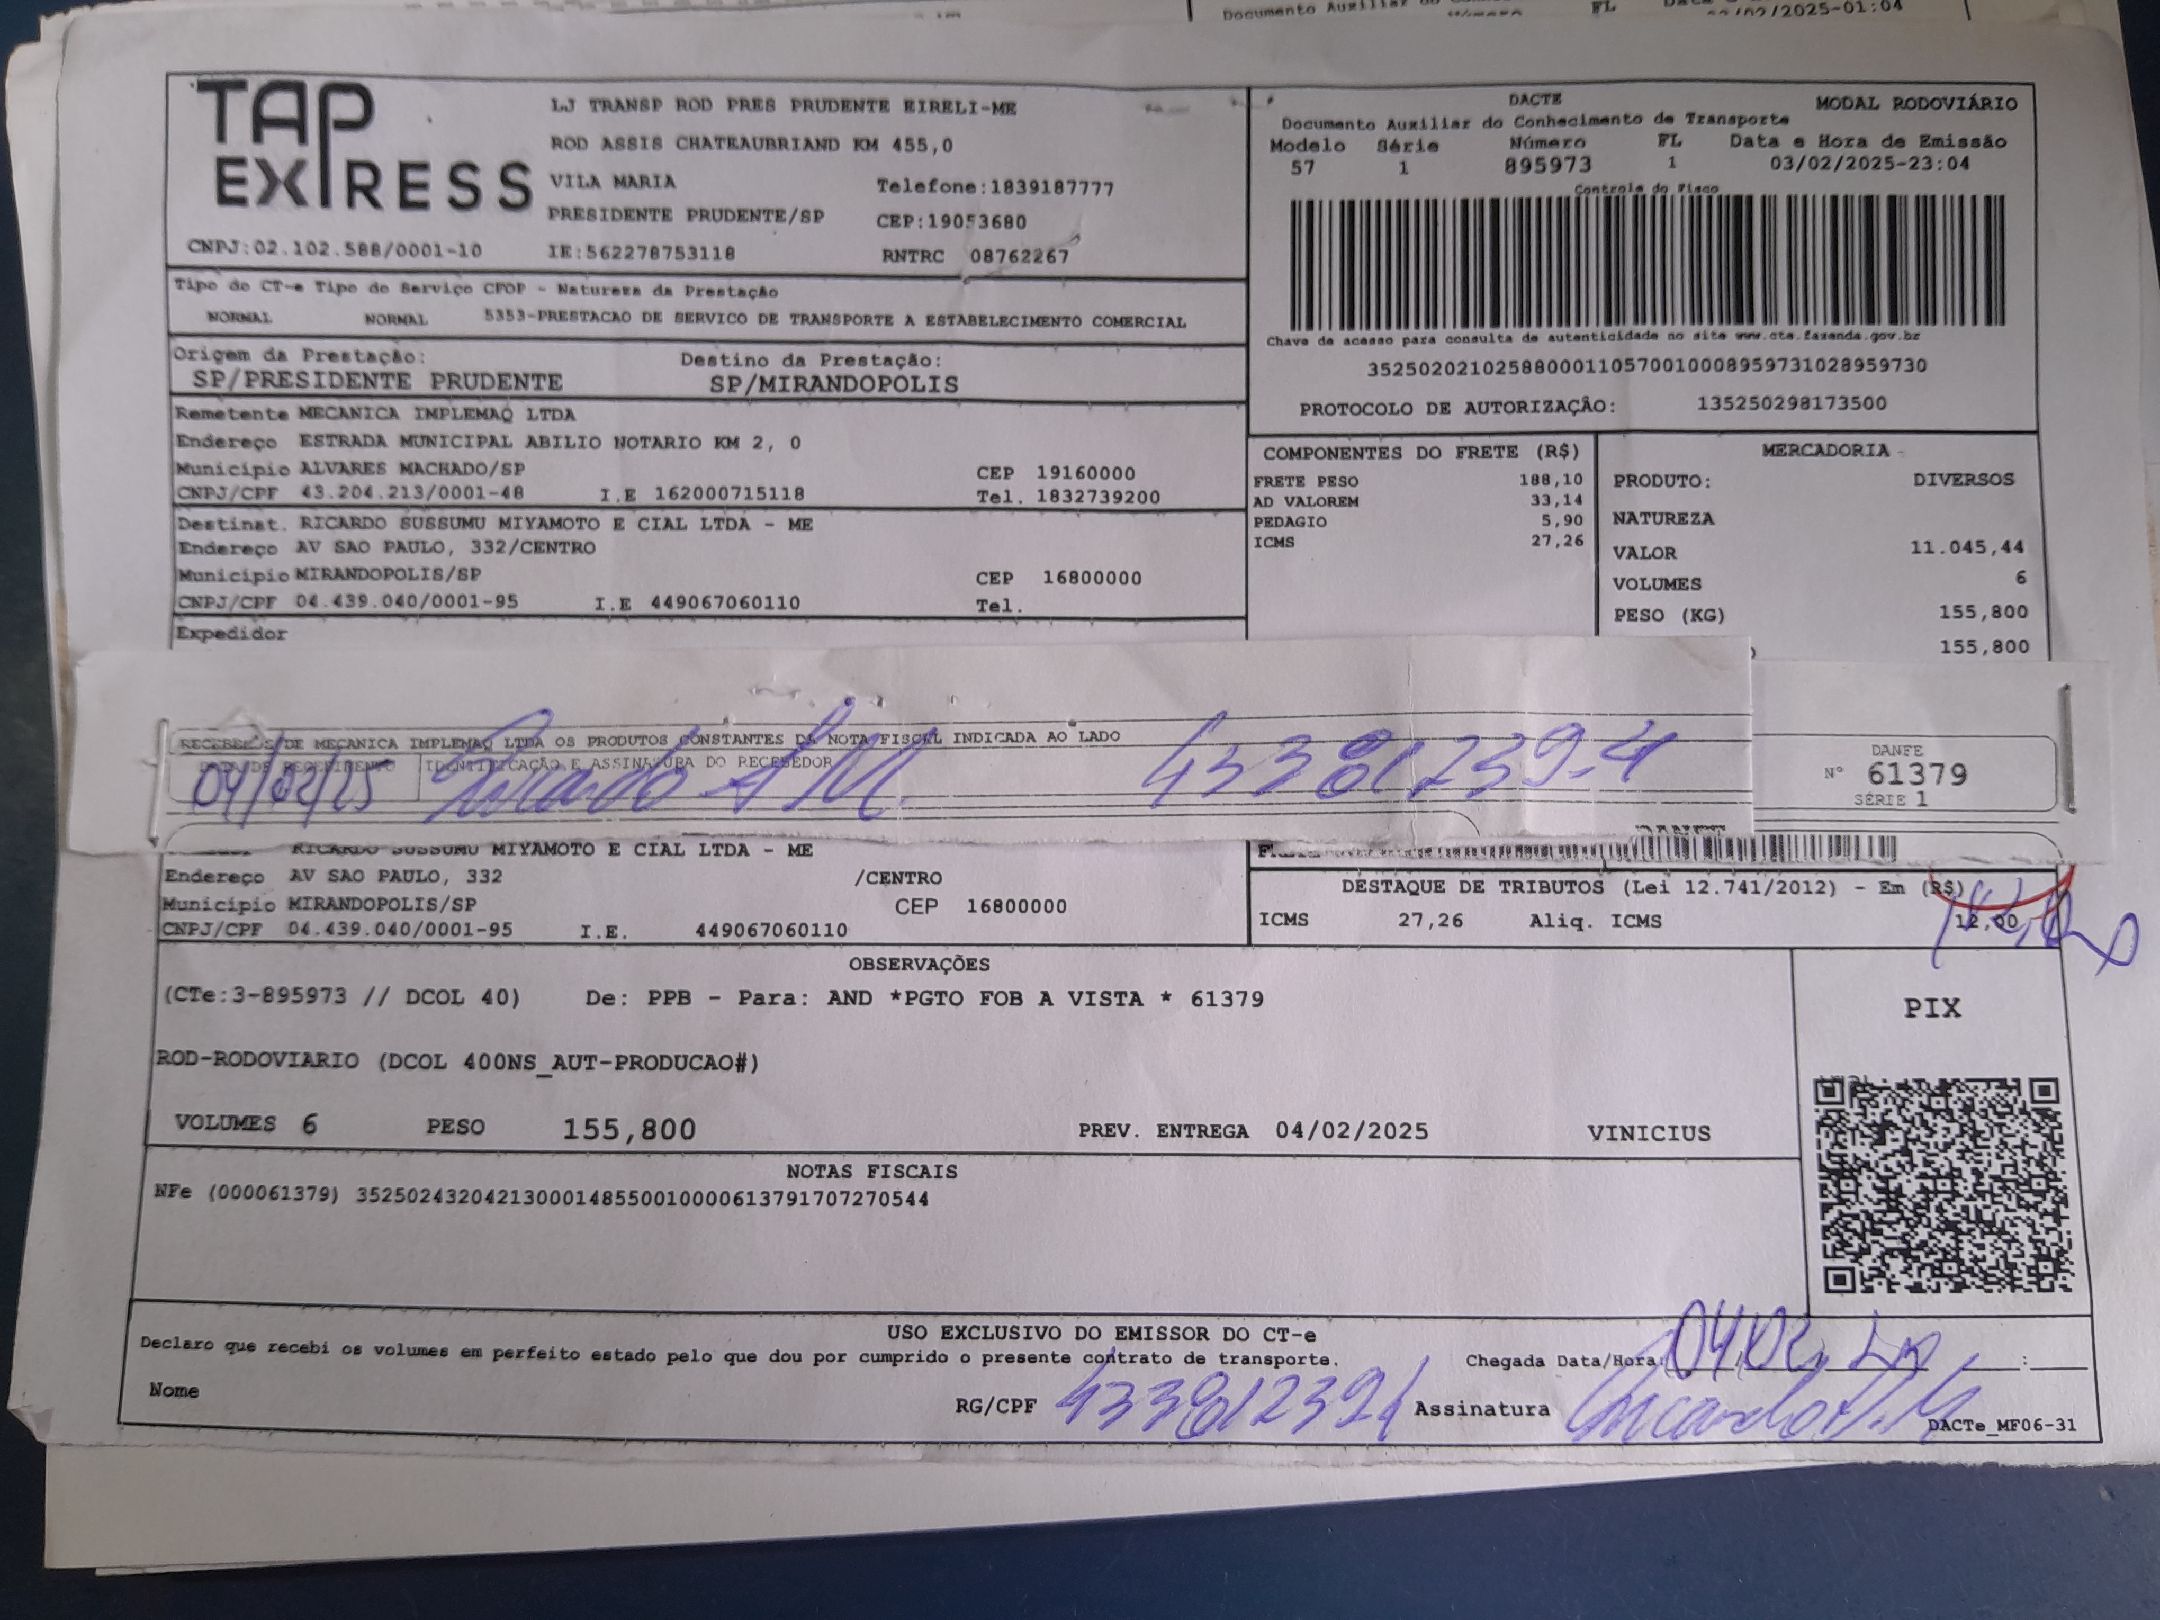 Documento Auxiliar do
FL
02/02/2025-01:04
TAP EXPRESS
LJ TRANSP ROD PRES PRUDENTE EIRELI-ME
ROD ASSIS CHATEAUBRIAND KM 455,0
VILA MARIA Telefone:1839187777
PRESIDENTE PRUDENTE/SP CEP:19053680
CNPJ:02.102.588/0001-10 IE:562278753118 RNTRC 08762267
DACTE MODAL RODOVIÁRIO
Documento Auxiliar do Conhecimento de Transporte
Modelo Série Número FL Data e Hora de Emissão
57 1 895973 1 03/02/2025-23:04
Controle do Fisco
Chave de acesso para consulta de autenticidade no site www.cte.fazenda.gov.br
35250202102588000110570010008959731028959730
PROTOCOLO DE AUTORIZAÇÃO: 135250298173500
Tipo do CT-e Tipo do Serviço CFOP - Natureza da Prestação
NORMAL NORMAL 5353-PRESTACAO DE SERVICO DE TRANSPORTE A ESTABELECIMENTO COMERCIAL
Origem da Prestação: Destino da Prestação:
SP/PRESIDENTE PRUDENTE SP/MIRANDOPOLIS
Remetente MECANICA IMPLEMAQ LTDA
Endereço ESTRADA MUNICIPAL ABILIO NOTARIO KM 2, 0
Município ALVARES MACHADO/SP CEP 19160000
CNPJ/CPF 43.204.213/0001-48 I.E 162000715118 Tel. 1832739200
Destinat. RICARDO SUSSUMU MIYAMOTO E CIAL LTDA - ME
Endereço AV SAO PAULO, 332/CENTRO
Município MIRANDOPOLIS/SP CEP 16800000
CNPJ/CPF 04.439.040/0001-95 I.E 449067060110 Tel.
Expedidor
COMPONENTES DO FRETE (R$)
FRETE PESO 188,10
AD VALOREM 33,14
PEDAGIO 5,90
ICMS 27,26
MERCADORIA
PRODUTO: DIVERSOS
NATUREZA
VALOR 11.045,44
VOLUMES 6
PESO (KG) 155,800
155,800
RECEBEMOS DE MECANICA IMPLEMAQ LTDA OS PRODUTOS CONSTANTES DA NOTA FISCAL INDICADA AO LADO
DATA DE RECEBIMENTO IDENTIFICAÇÃO E ASSINATURA DO RECEBEDOR
04/02/25 Ricardo S M. 43381239-4
DANFE
Nº 61379
SÉRIE 1
RICARDO SUSSUMU MIYAMOTO E CIAL LTDA - ME
Endereço AV SAO PAULO, 332 /CENTRO
Município MIRANDOPOLIS/SP CEP 16800000
CNPJ/CPF 04.439.040/0001-95 I.E. 449067060110
DESTAQUE DE TRIBUTOS (Lei 12.741/2012) - Em (R$)
ICMS 27,26 Aliq. ICMS 12,00
OBSERVAÇÕES
(CTe:3-895973 // DCOL 40) De: PPB - Para: AND *PGTO FOB A VISTA * 61379
ROD-RODOVIARIO (DCOL 400NS_AUT-PRODUCAO#)
VOLUMES 6 PESO 155,800 PREV. ENTREGA 04/02/2025 VINICIUS
PIX
NOTAS FISCAIS
NFe (000061379) 35250243204213000148550010000613791707270544
USO EXCLUSIVO DO EMISSOR DO CT-e
Declaro que recebi os volumes em perfeito estado pelo que dou por cumprido o presente contrato de transporte. Chegada Data/Hora: 04,02, :
Nome RG/CPF 433812394 Assinatura
DACTe_MF06-31